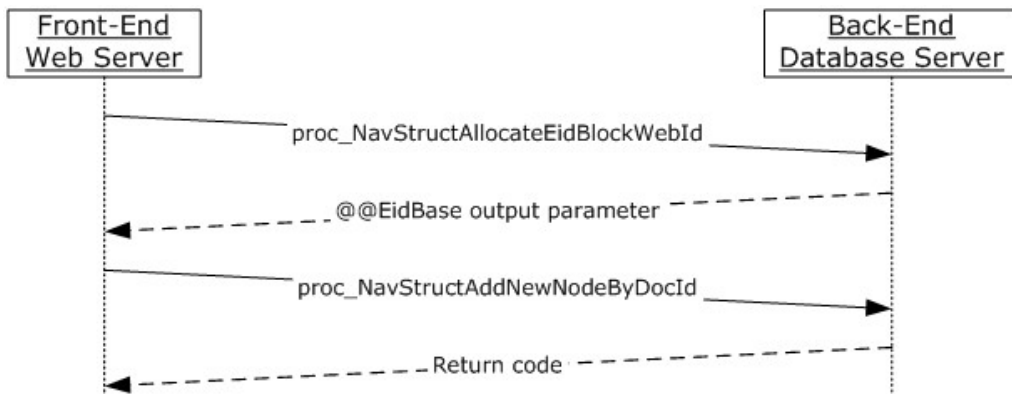 Front-End
Web Server
Back-End
Database Server
proc_NavStructAllocateEidBlockWebId
@@EidBase output parameter
proc_NavStructAddNewNodeByDocId
Return code